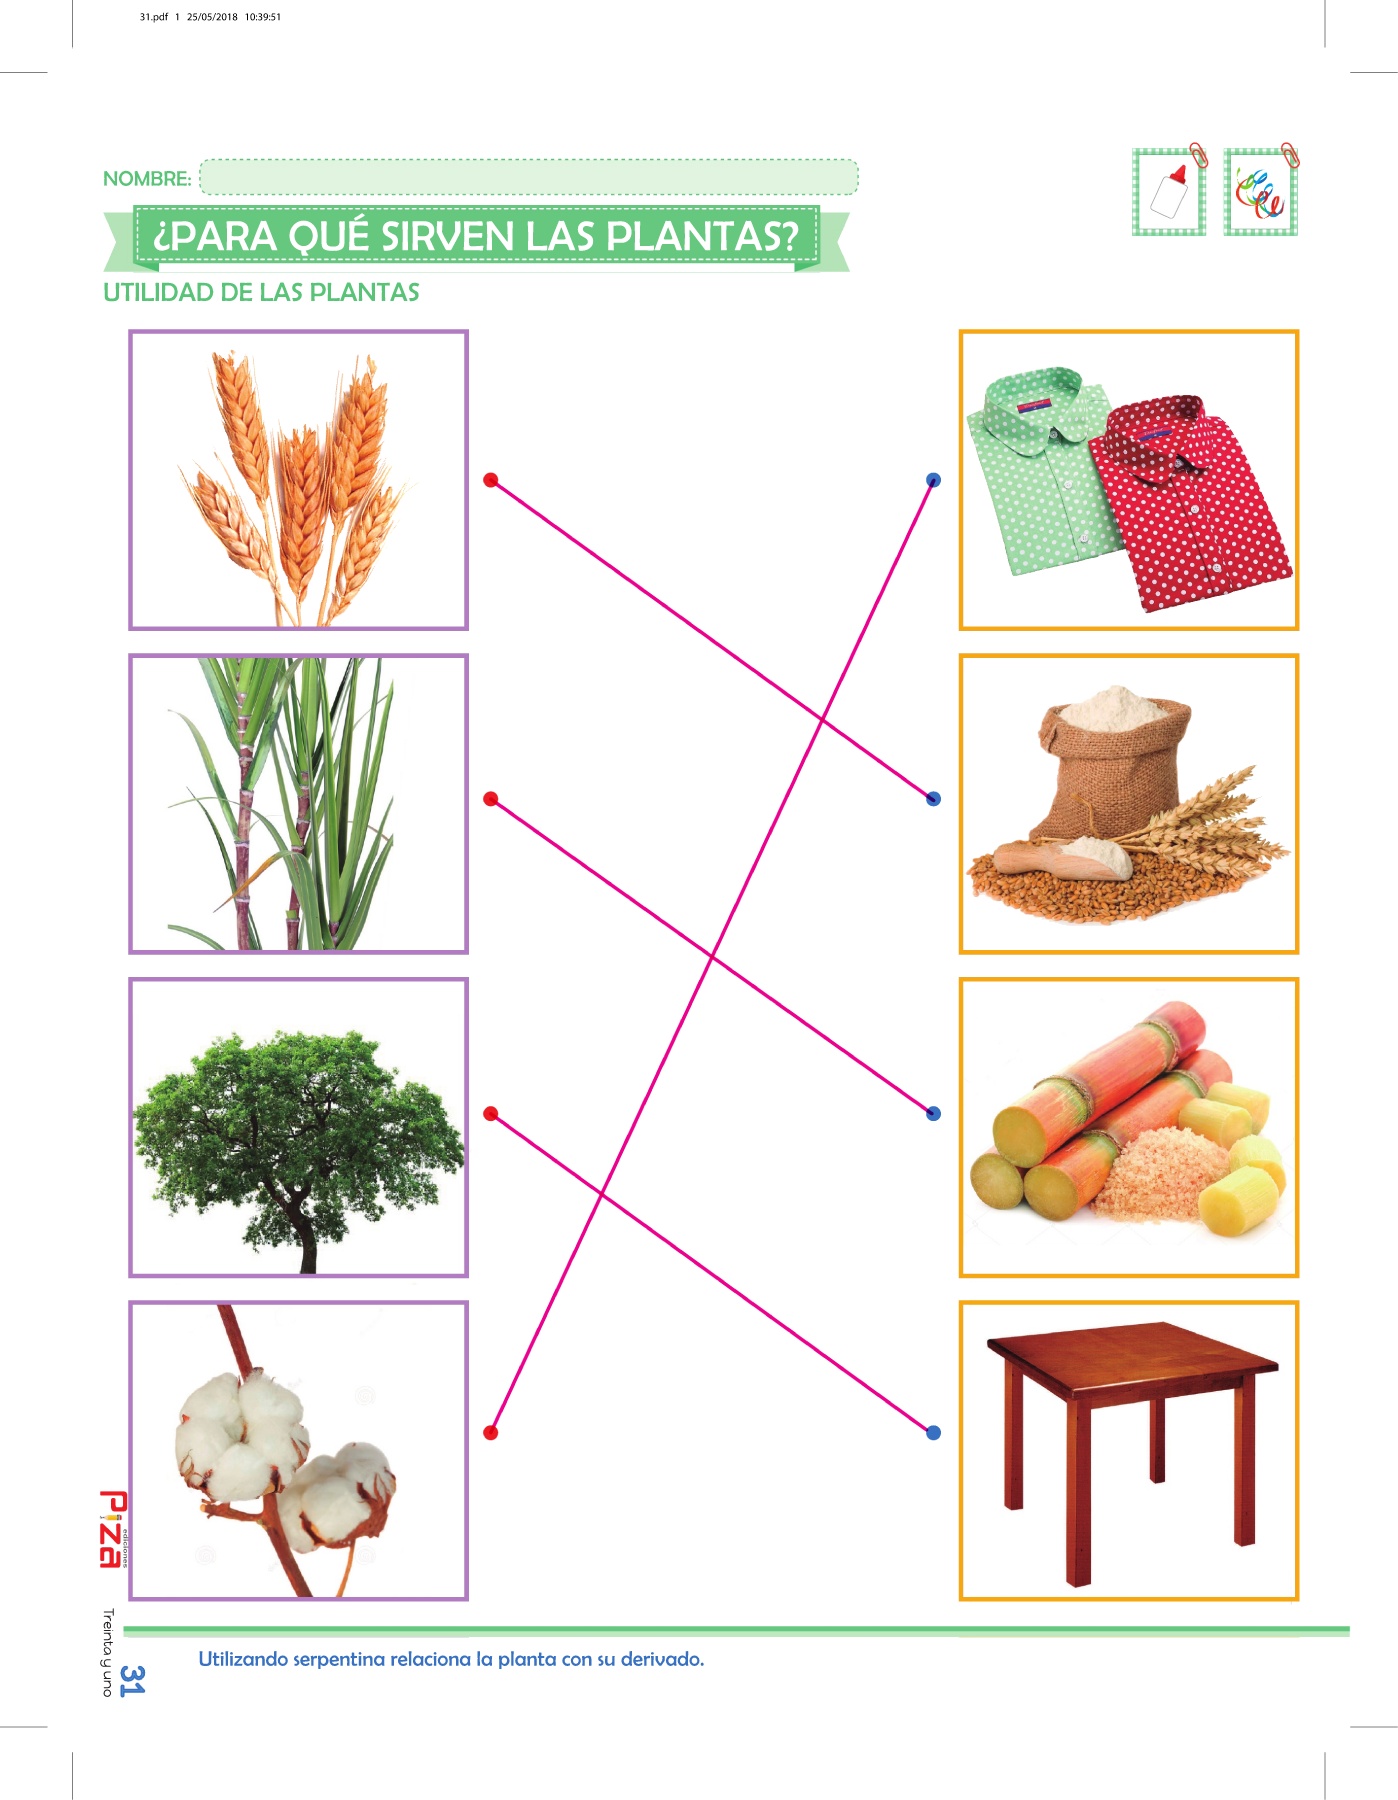 31.pdf 1 25/05/2018 10:39:51
NOMBRE:
¿PARA QUÉ SIRVEN LAS PLANTAS?
UTILIDAD DE LAS PLANTAS
Piza
ediciones
Treinta y uno
31
Utilizando serpentina relaciona la planta con su derivado.